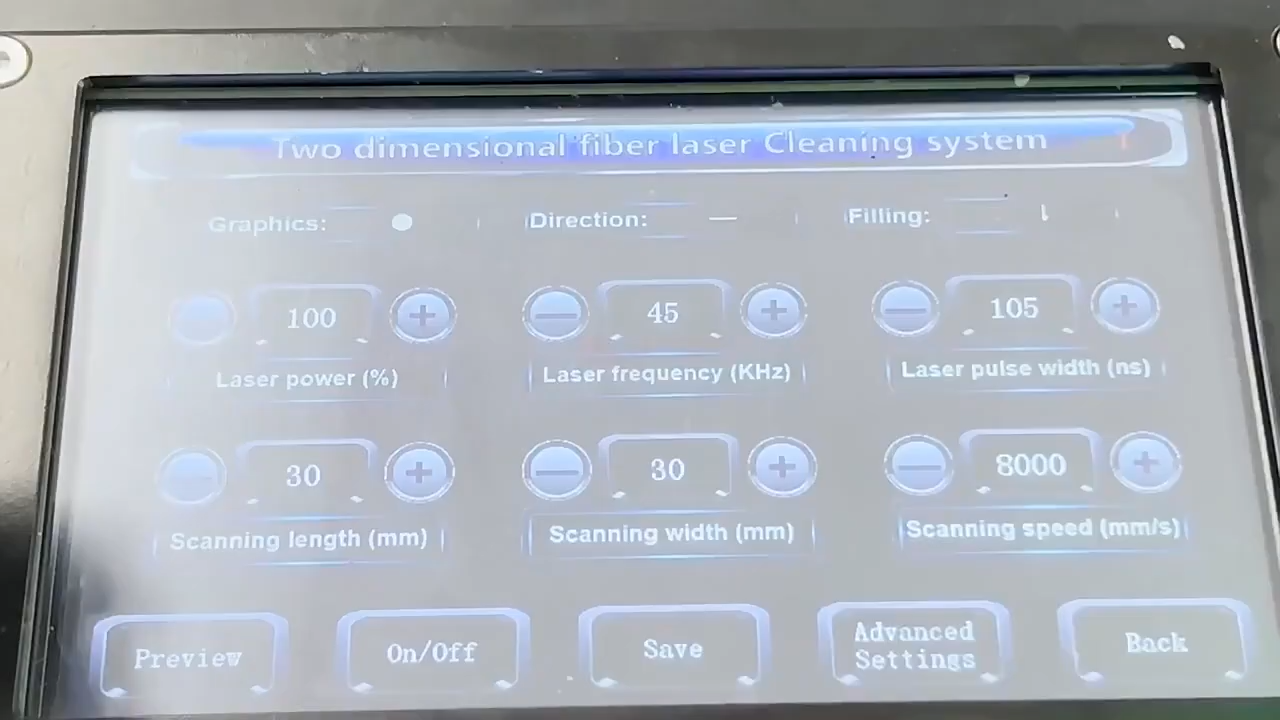 Two dimensional fiber laser Cleaning system
Graphics: Direction: Filling:
100 45 105
Laser power (%) Laser frequency (KHz) Laser pulse width (ns)
30 30 8000
Scanning length (mm) Scanning width (mm) Scanning speed (mm/s)
Preview On/Off Save Advanced Settings Back